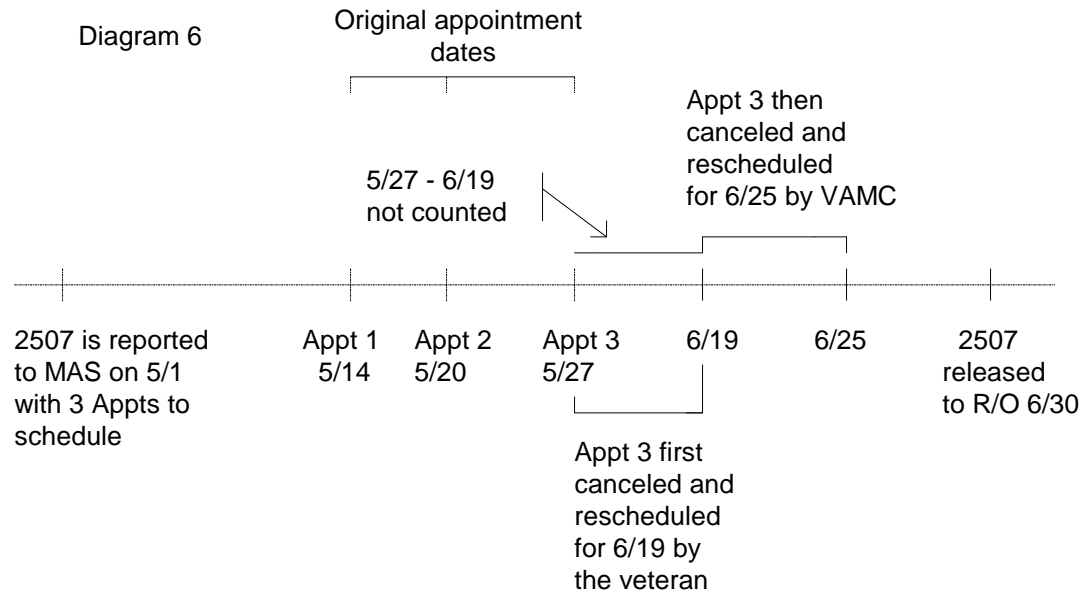 Diagram 6
Original appointment
dates
Appt 3 then
canceled and
rescheduled
for 6/25 by VAMC
5/27 - 6/19
not counted
2507 is reported
to MAS on 5/1
with 3 Appts to
schedule
Appt 1
5/14
Appt 2
5/20
Appt 3
5/27
6/19
6/25
2507
released
to R/O 6/30
Appt 3 first
canceled and
rescheduled
for 6/19 by
the veteran